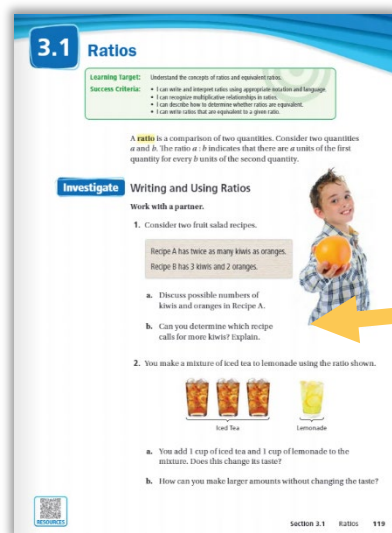 3.1 Ratios
Learning Target: Understand the concepts of ratios and equivalent ratios.
Success Criteria: • I can write and interpret ratios using appropriate notation and language.
• I can recognize multiplicative relationships in ratios.
• I can describe how to determine whether ratios are equivalent.
• I can write ratios that are equivalent to a given ratio.
A ratio is a comparison of two quantities. Consider two quantities
a and b. The ratio a : b indicates that there are a units of the first
quantity for every b units of the second quantity.
Investigate Writing and Using Ratios
Work with a partner.
1. Consider two fruit salad recipes.
Recipe A has twice as many kiwis as oranges.
Recipe B has 3 kiwis and 2 oranges.
a. Discuss possible numbers of
kiwis and oranges in Recipe A.
b. Can you determine which recipe
calls for more kiwis? Explain.
2. You make a mixture of iced tea to lemonade using the ratio shown.
Iced Tea Lemonade
a. You add 1 cup of iced tea and 1 cup of lemonade to the
mixture. Does this change its taste?
b. How can you make larger amounts without changing the taste?
RESOURCES
Section 3.1 Ratios 119